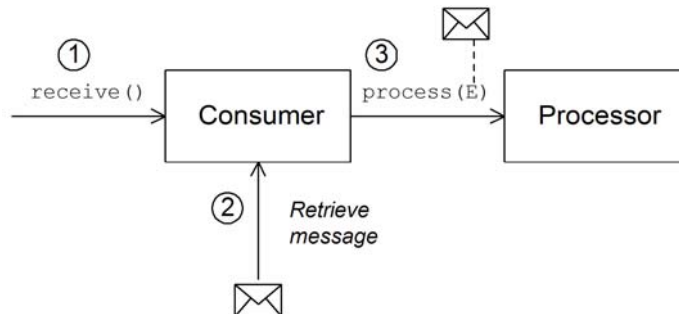 1
receive()
Consumer
3
process(E)
Processor
2
Retrieve
message